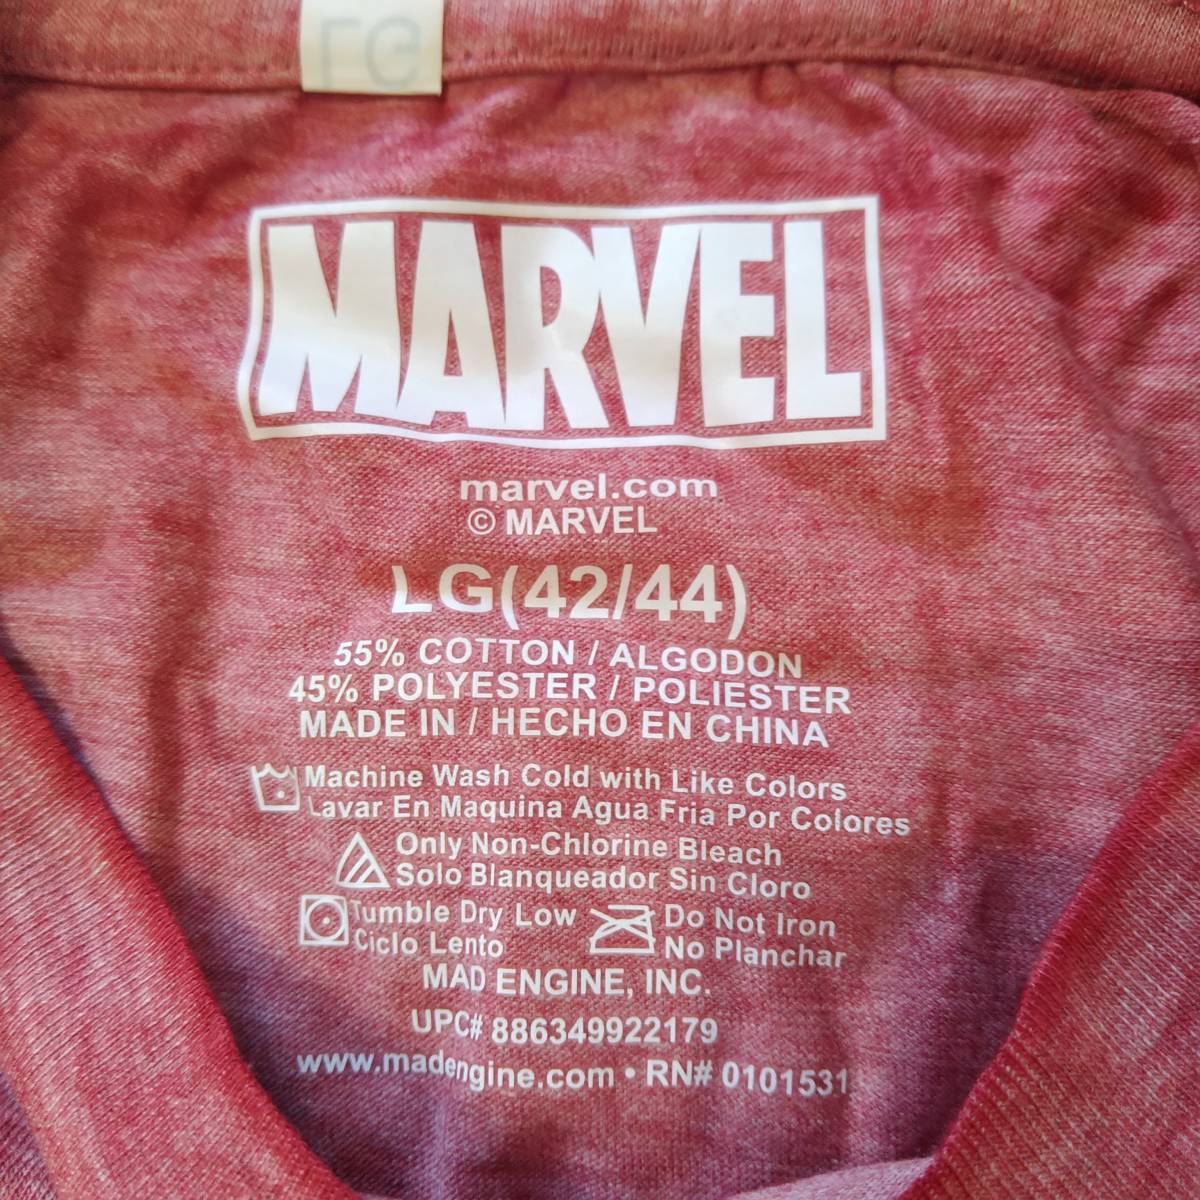 LG
MARVEL
marvel.com
© MARVEL
LG(42/44)
55% COTTON / ALGODON
45% POLYESTER / POLIESTER
MADE IN / HECHO EN CHINA
Machine Wash Cold with Like Colors
Lavar En Maquina Agua Fria Por Colores
Only Non-Chlorine Bleach
Solo Blanqueador Sin Cloro
Tumble Dry Low
Ciclo Lento
Do Not Iron
No Planchar
MAD ENGINE, INC.
UPC# 886349922179
www.madengine.com • RN# 0101531